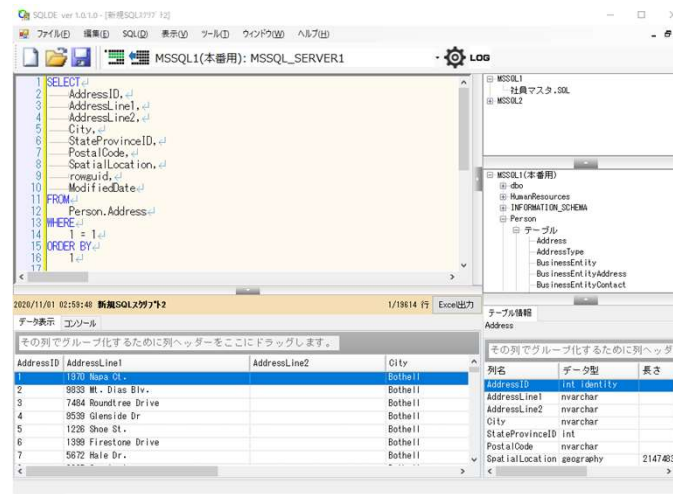 SQLDE ver 1.0.1.0 - [新規SQLｽｸﾘﾌﾟﾄ 12]
ファイル(F) 編集(E) SQL(Q) 表示(V) ツール(T) ウィンドウ(W) ヘルプ(H)
MSSQL1(本番用): MSSQL_SERVER1
LOG
1 SELECT
2 AddressID,
3 AddressLine1,
4 AddressLine2,
5 City,
6 StateProvinceID,
7 PostalCode,
8 SpatialLocation,
9 rowguid,
10 ModifiedDate
11 FROM
12 Person.Address
13 WHERE
14 1 = 1
15 ORDER BY
16 1
17
MSSQL1
社員マスタ.SQL
MSSQL2
MSSQL1(本番用)
dbo
HumanResources
INFORMATION_SCHEMA
Person
テーブル
Address
AddressType
BusinessEntity
BusinessEntityAddress
BusinessEntityContact
2020/11/01 02:59:48 新規SQLｽｸﾘﾌﾟﾄ2 1/19614 行 Excel出力
データ表示 コンソール
その列でグループ化するために列ヘッダーをここにドラッグします。
AddressID AddressLine1 AddressLine2 City
1 1970 Napa Ct. Bothell
2 9833 Mt. Dias Blv. Bothell
3 7484 Roundtree Drive Bothell
4 9539 Glenside Dr Bothell
5 1226 Shoe St. Bothell
6 1399 Firestone Drive Bothell
7 5672 Hale Dr. Bothell
テーブル情報
Address
その列でグループ化するために列ヘッダ
列名 データ型 長さ
AddressID int identity
AddressLine1 nvarchar
AddressLine2 nvarchar
City nvarchar
StateProvinceID int
PostalCode nvarchar
SpatialLocation geography 2147483